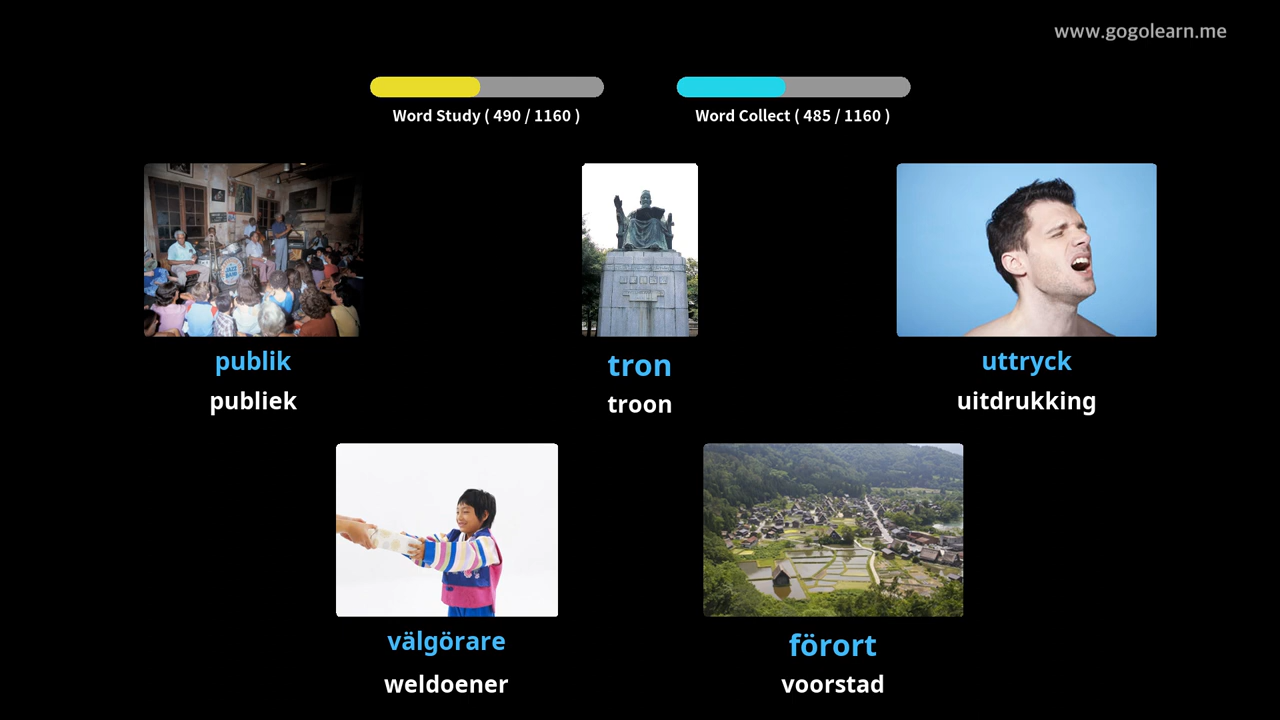 www.gogolearn.me
Word Study ( 490 / 1160 )
Word Collect ( 485 / 1160 )
publik
publiek
tron
troon
uttryck
uitdrukking
välgörare
weldoener
förort
voorstad